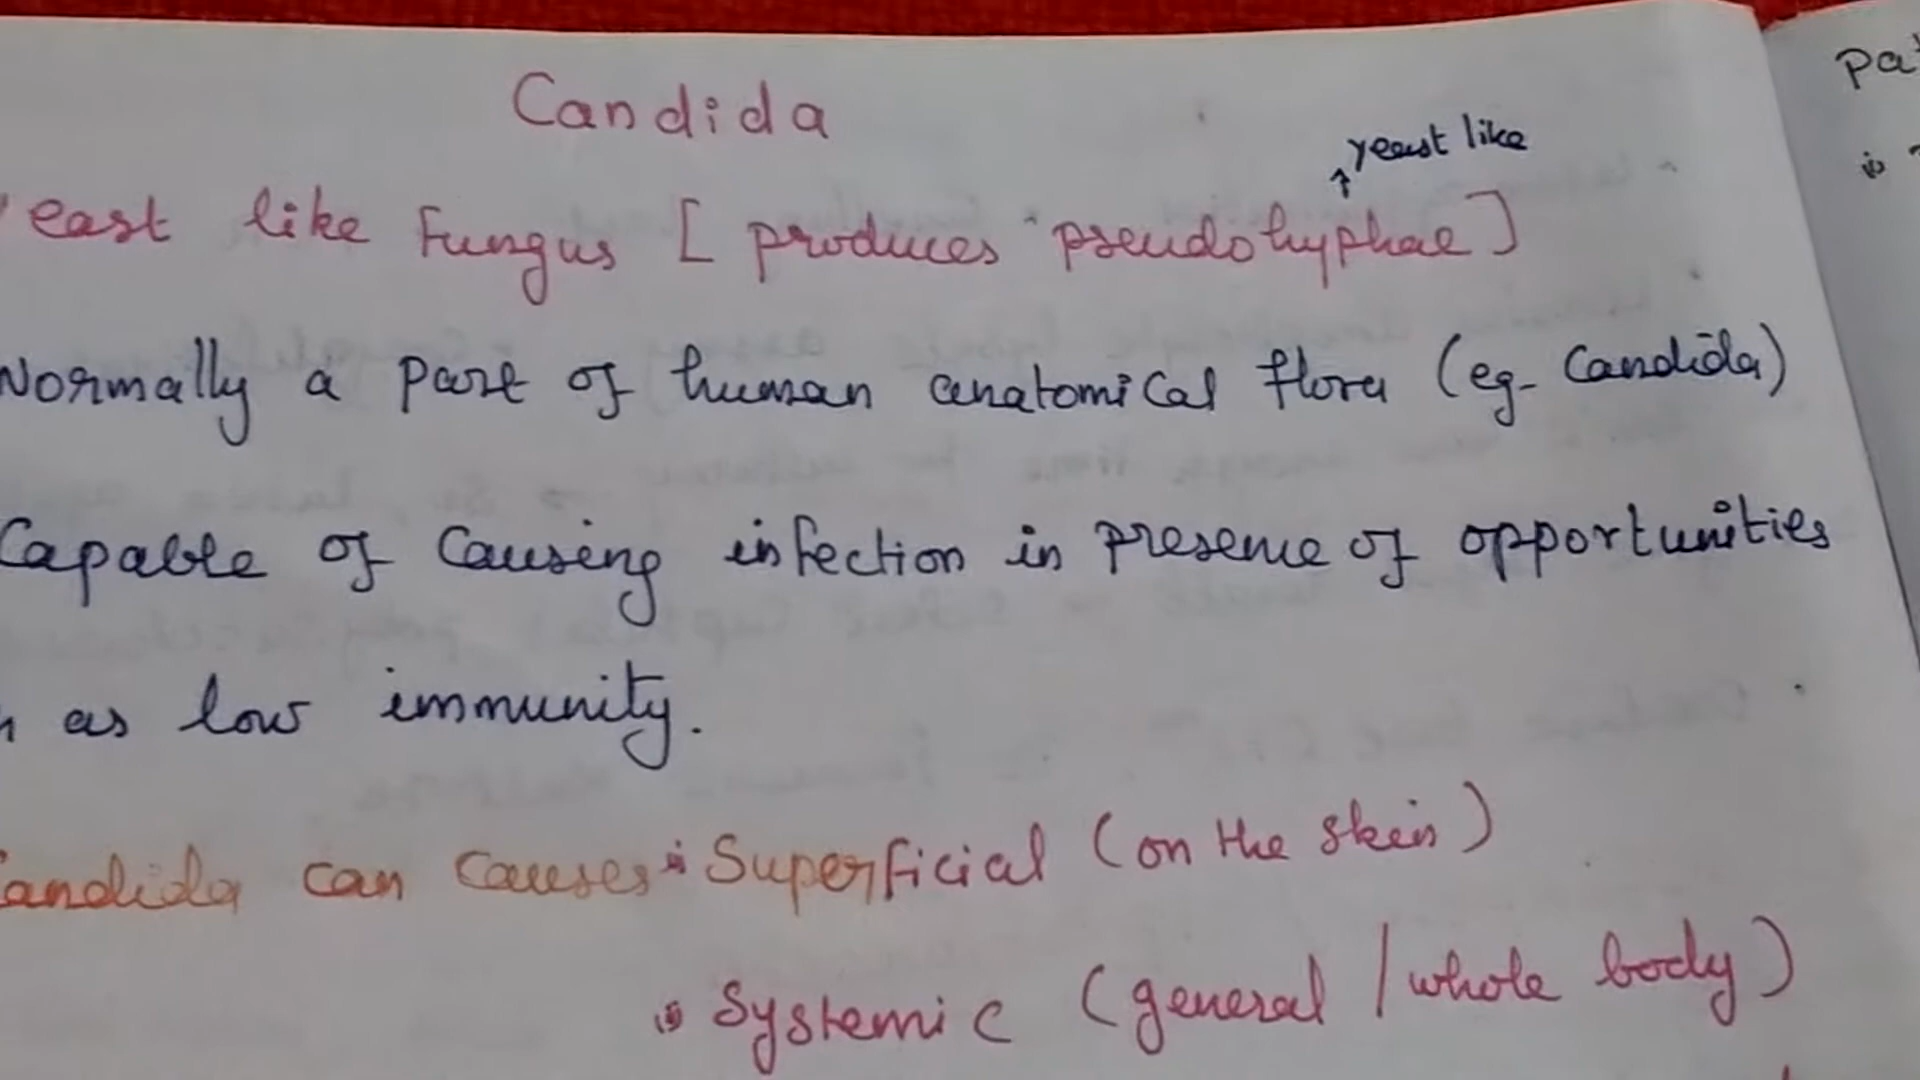 Candida
yeast like
east like Fungus [ produces pseudohyphae ]
Normally a part of human anatomical flora (eg- Candida)
Capable of causing infection in presence of opportunities
as low immunity.
andida can causes Superficial (on the skin)
Systemic (general / whole body)
pa